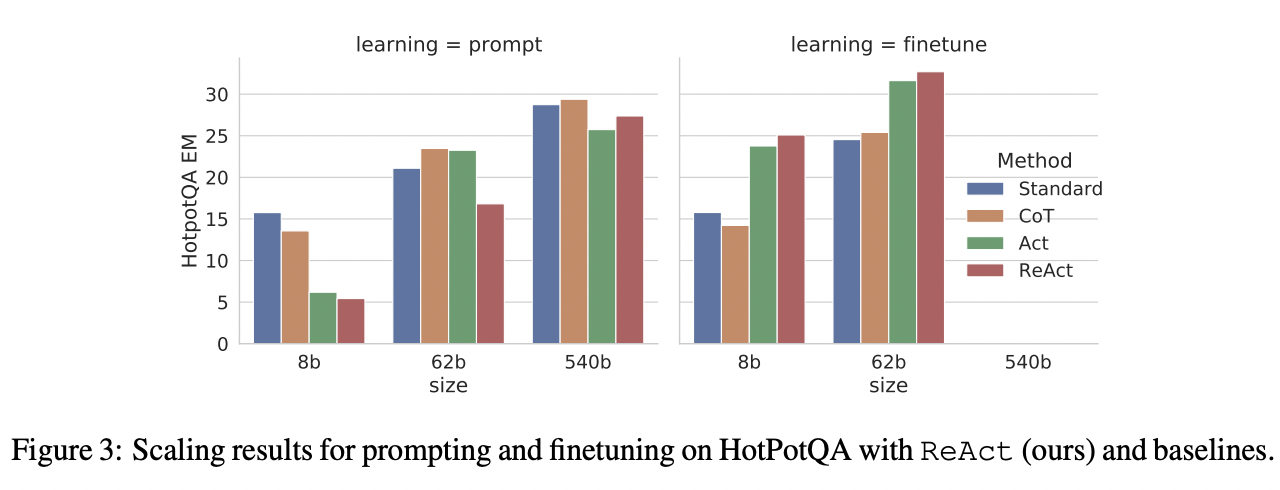 learning = prompt
learning = finetune
HotpotQA EM
30
25
20
15
10
5
0
8b 62b 540b
size
8b 62b 540b
size
Method
Standard
CoT
Act
ReAct
Figure 3: Scaling results for prompting and finetuning on HotPotQA with ReAct (ours) and baselines.